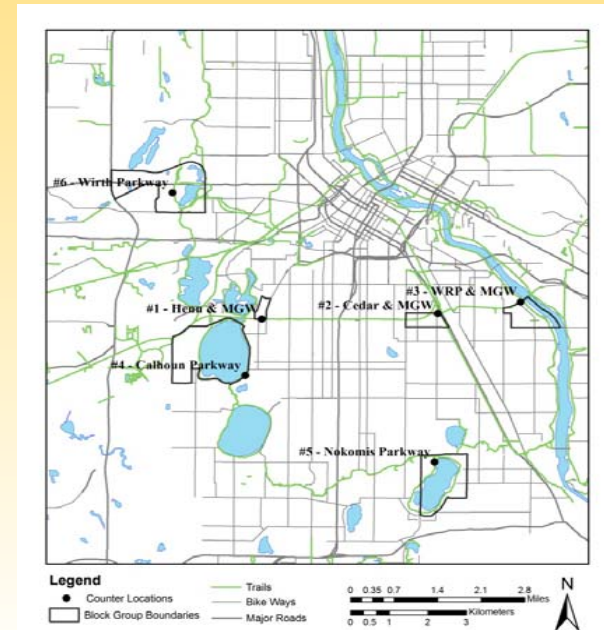 #6 - Wirth Parkway
#3 - WRP & MGW
#1 - Henn & MGW
#2 - Cedar & MGW
#4 - Calhoun Parkway
#5 - Nokomis Parkway
Legend
Counter Locations
Block Group Boundaries
Trails
Bike Ways
Major Roads
0 0.35 0.7 1.4 2.1 2.8
Miles
Kilometers
0 0.5 1 2 3
N